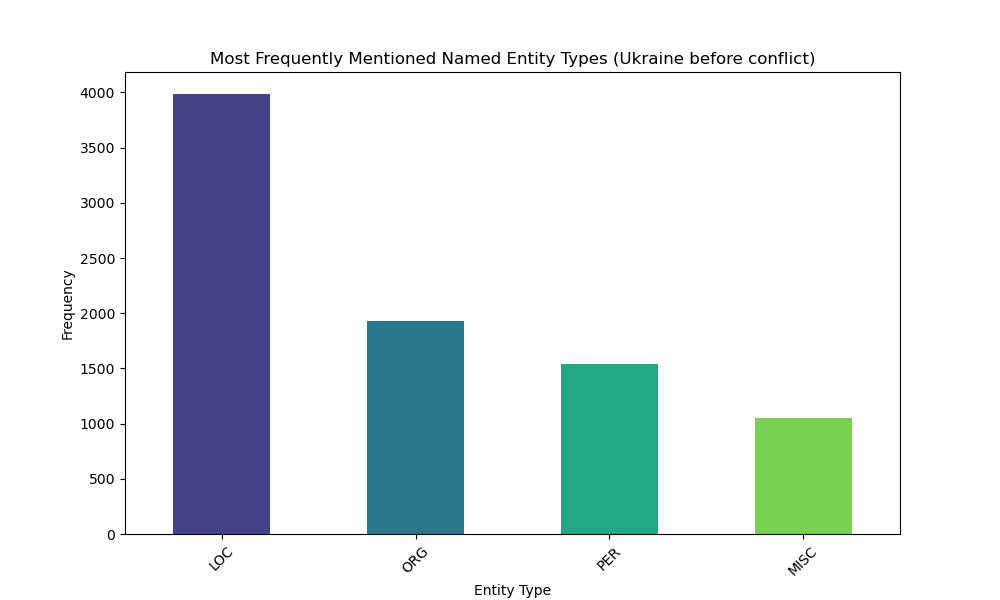 Most Frequently Mentioned Named Entity Types (Ukraine before conflict)
4000
3500
3000
2500
2000
1500
1000
500
0
Frequency
LOC
ORG
PER
MISC
Entity Type